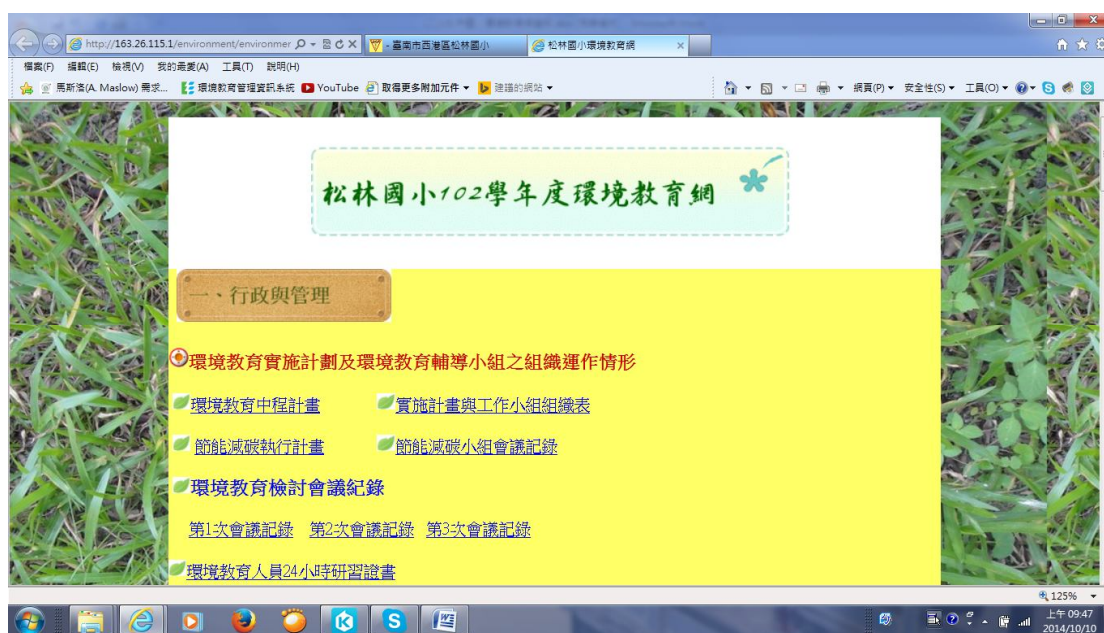 http://163.26.115.1/environment/environmer
- 臺南市西港區松林國小
松林國小環境教育網
檔案(F) 編輯(E) 檢視(V) 我的最愛(A) 工具(T) 說明(H)
馬斯洛(A. Maslow) 需求... 環境教育管理資訊系統 YouTube 取得更多附加元件 建議的網站 網頁(P) 安全性(S) 工具(O)
松林國小102學年度環境教育網
一、行政與管理
環境教育實施計劃及環境教育輔導小組之組織運作情形
環境教育中程計畫 實施計畫與工作小組組織表
節能減碳執行計畫 節能減碳小組會議記錄
環境教育檢討會議紀錄
第1次會議記錄 第2次會議記錄 第3次會議記錄
環境教育人員24小時研習證書
125%
上午 09:47
2014/10/10